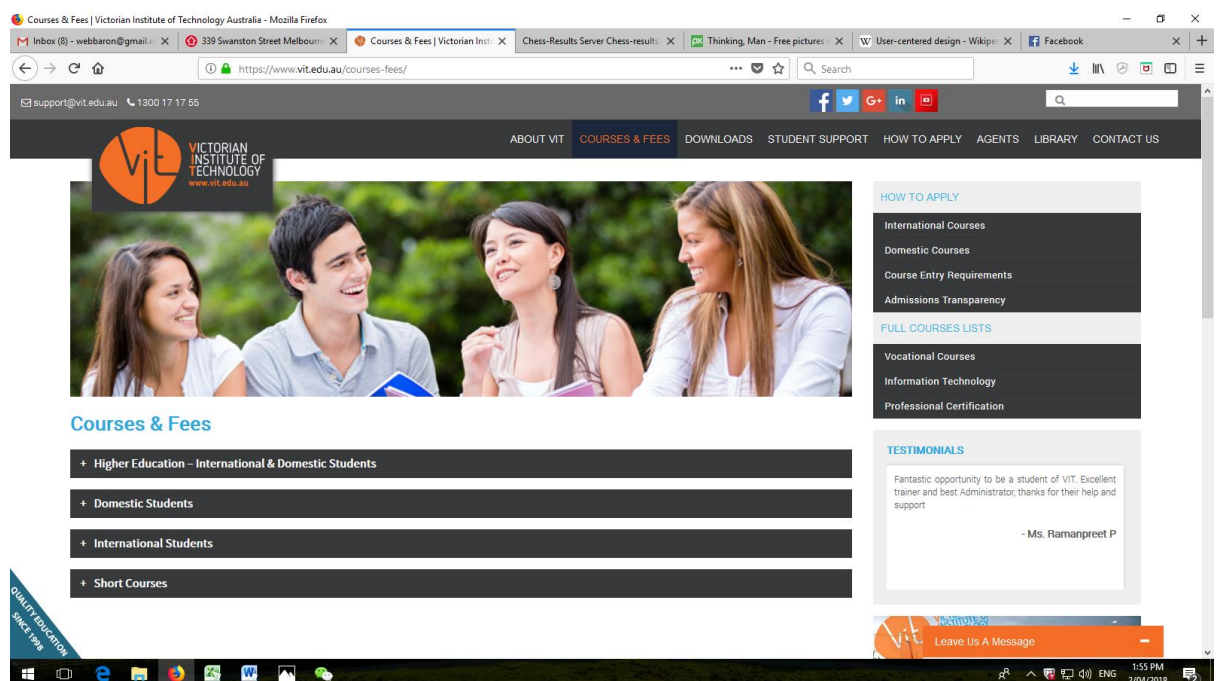 Courses & Fees | Victorian Institute of Technology Australia - Mozilla Firefox
Inbox (8) - webbaron@gmail.c
339 Swanston Street Melbourn
Courses & Fees | Victorian Insti
Chess-Results Server Chess-results.
Thinking, Man - Free pictures
User-centered design - Wikipe
Facebook
https://www.vit.edu.au/courses-fees/
Search
support@vit.edu.au 1300 17 17 55
ABOUT VIT COURSES & FEES DOWNLOADS STUDENT SUPPORT HOW TO APPLY AGENTS LIBRARY CONTACT US
Vit
VICTORIAN
INSTITUTE OF
TECHNOLOGY
www.vit.edu.au
HOW TO APPLY
International Courses
Domestic Courses
Course Entry Requirements
Admissions Transparency
FULL COURSES LISTS
Vocational Courses
Information Technology
Professional Certification
Courses & Fees
+ Higher Education – International & Domestic Students
+ Domestic Students
+ International Students
+ Short Courses
TESTIMONIALS
Fantastic opportunity to be a student of VIT. Excellent
trainer and best Administrator, thanks for their help and
support
- Ms. Ramanpreet P
QUALITY EDUCATION
SINCE 1998
Leave Us A Message
ENG
1:55 PM
2/04/2018